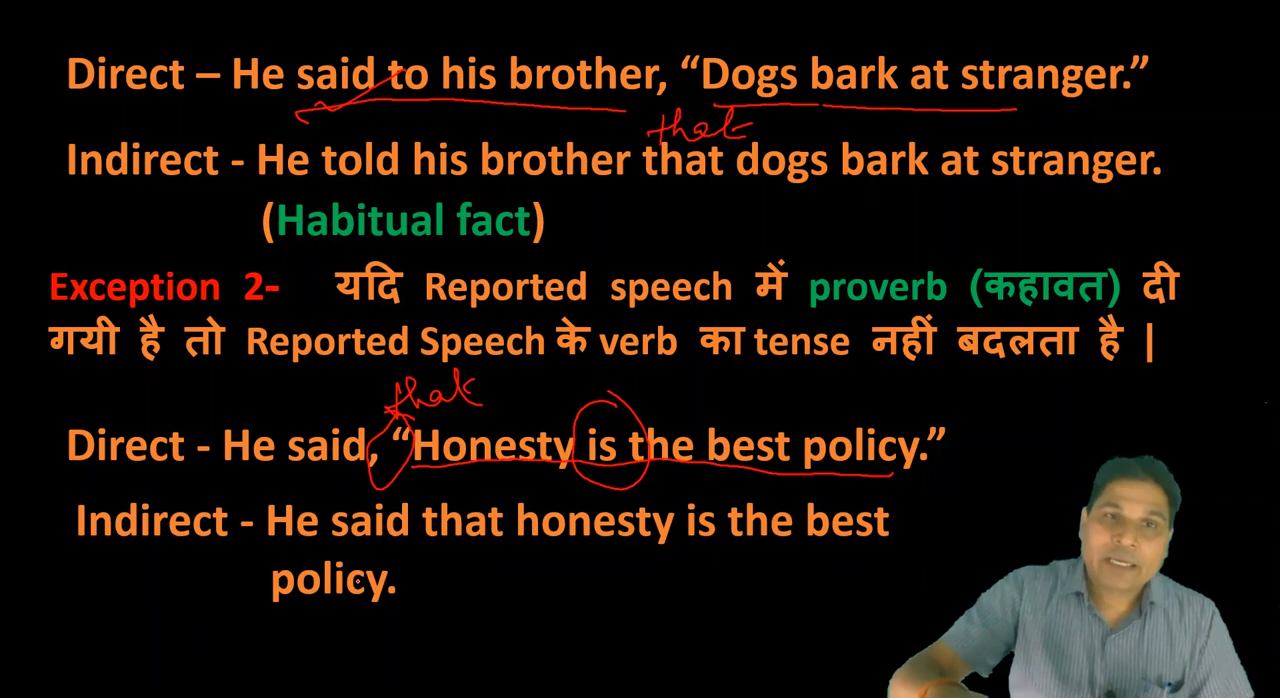 Direct – He said to his brother, “Dogs bark at stranger.”
that
Indirect - He told his brother that dogs bark at stranger.
(Habitual fact)
Exception 2- यदि Reported speech में proverb (कहावत) दी
गयी है तो Reported Speech के verb का tense नहीं बदलता है |
that
Direct - He said, “Honesty is the best policy.”
Indirect - He said that honesty is the best
policy.